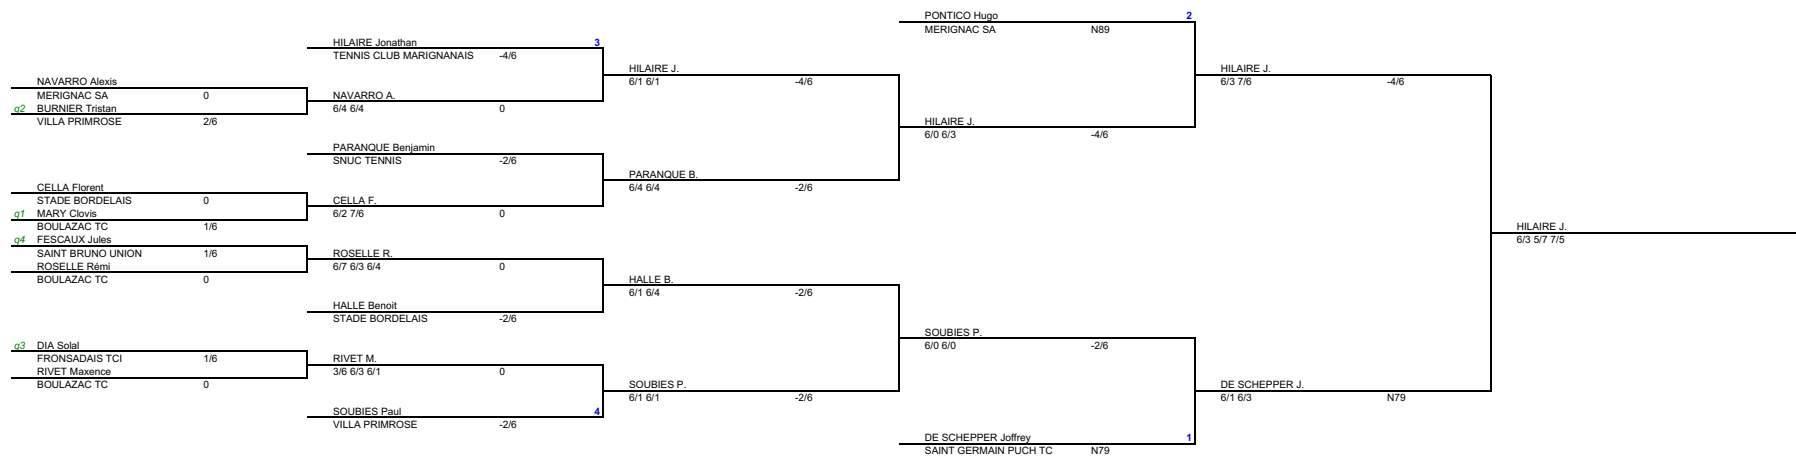 PONTICO Hugo 2
MERIGNAC SA N89
HILAIRE Jonathan 3
TENNIS CLUB MARIGNANAIS -4/6
HILAIRE J.
6/1 6/1 -4/6
HILAIRE J.
6/3 7/6 -4/6
NAVARRO Alexis
MERIGNAC SA 0
q2 BURNIER Tristan
VILLA PRIMROSE 2/6
NAVARRO A.
6/4 6/4 0
HILAIRE J.
6/0 6/3 -4/6
PARANQUE Benjamin
SNUC TENNIS -2/6
PARANQUE B.
6/4 6/4 -2/6
CELLA Florent
STADE BORDELAIS 0
q1 MARY Clovis
BOULAZAC TC 1/6
CELLA F.
6/2 7/6 0
HILAIRE J.
6/3 5/7 7/5
q4 FESCAUX Jules
SAINT BRUNO UNION 1/6
ROSELLE Rémi
BOULAZAC TC 0
ROSELLE R.
6/7 6/3 6/4 0
HALLE B.
6/1 6/4 -2/6
HALLE Benoit
STADE BORDELAIS -2/6
SOUBIES P.
6/0 6/0 -2/6
q3 DIA Solal
FRONSADAIS TCI 1/6
RIVET Maxence
BOULAZAC TC 0
RIVET M.
3/6 6/3 6/1 0
SOUBIES P.
6/1 6/1 -2/6
DE SCHEPPER J.
6/1 6/3 N79
SOUBIES Paul 4
VILLA PRIMROSE -2/6
DE SCHEPPER Joffrey 1
SAINT GERMAIN PUCH TC N79